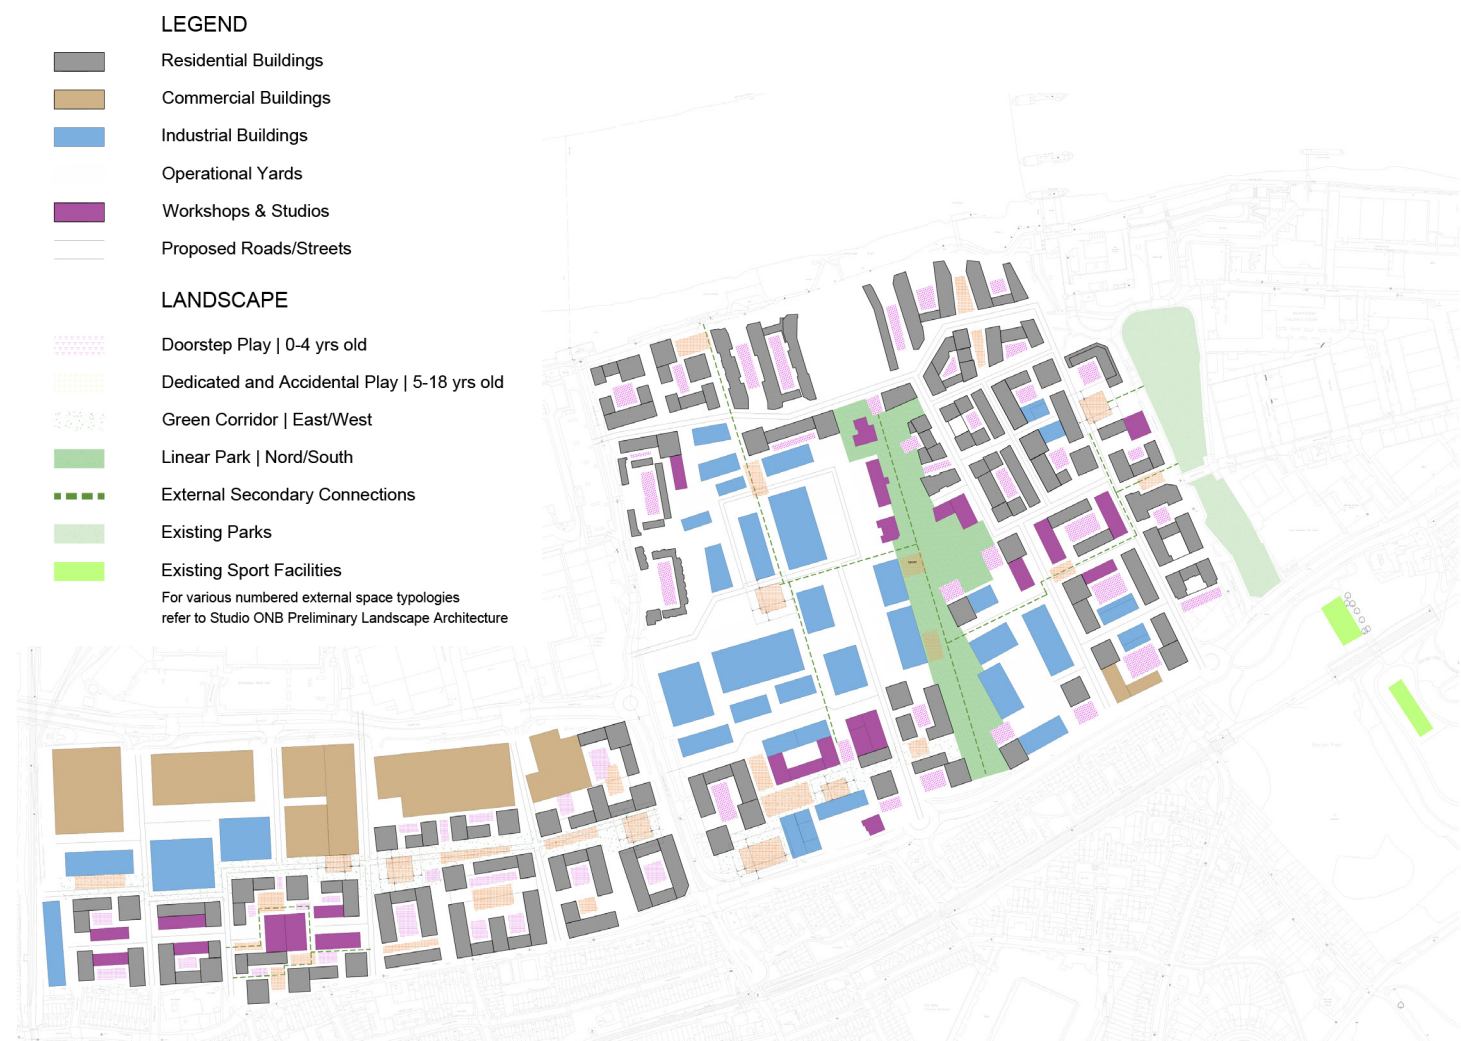 LEGEND
Residential Buildings
Commercial Buildings
Industrial Buildings
Operational Yards
Workshops & Studios
Proposed Roads/Streets
LANDSCAPE
Doorstep Play | 0-4 yrs old
Dedicated and Accidental Play | 5-18 yrs old
Green Corridor | East/West
Linear Park | Nord/South
External Secondary Connections
Existing Parks
Existing Sport Facilities
For various numbered external space typologies
refer to Studio ONB Preliminary Landscape Architecture